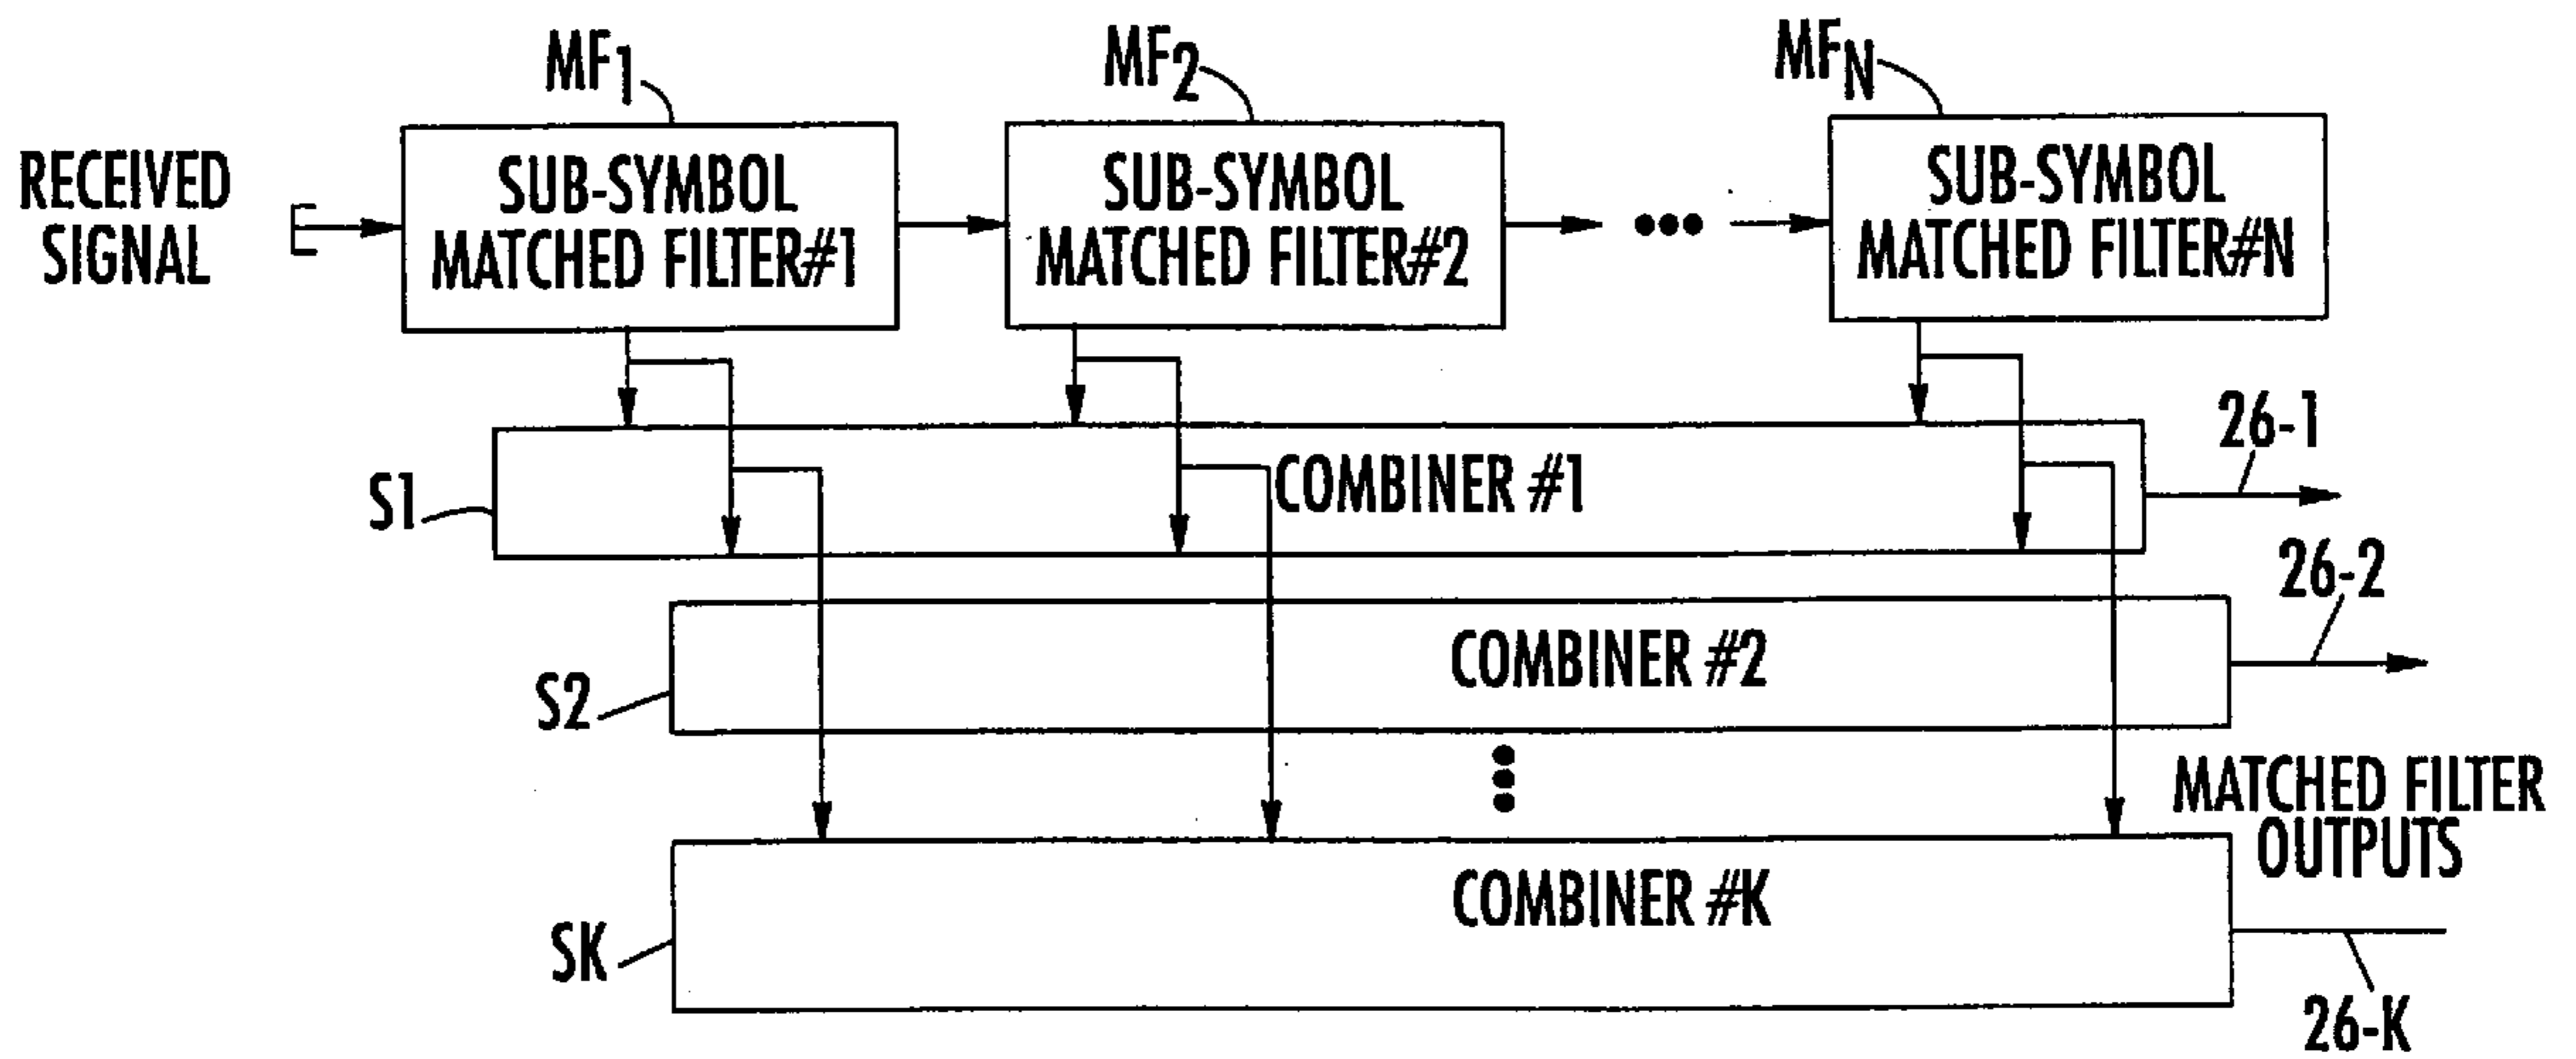 MF1
MF2
MFN
RECEIVED
SIGNAL
SUB-SYMBOL
MATCHED FILTER#1
SUB-SYMBOL
MATCHED FILTER#2
SUB-SYMBOL
MATCHED FILTER#N
S1
COMBINER #1
26-1
S2
COMBINER #2
26-2
MATCHED FILTER
OUTPUTS
SK
COMBINER #K
26-K